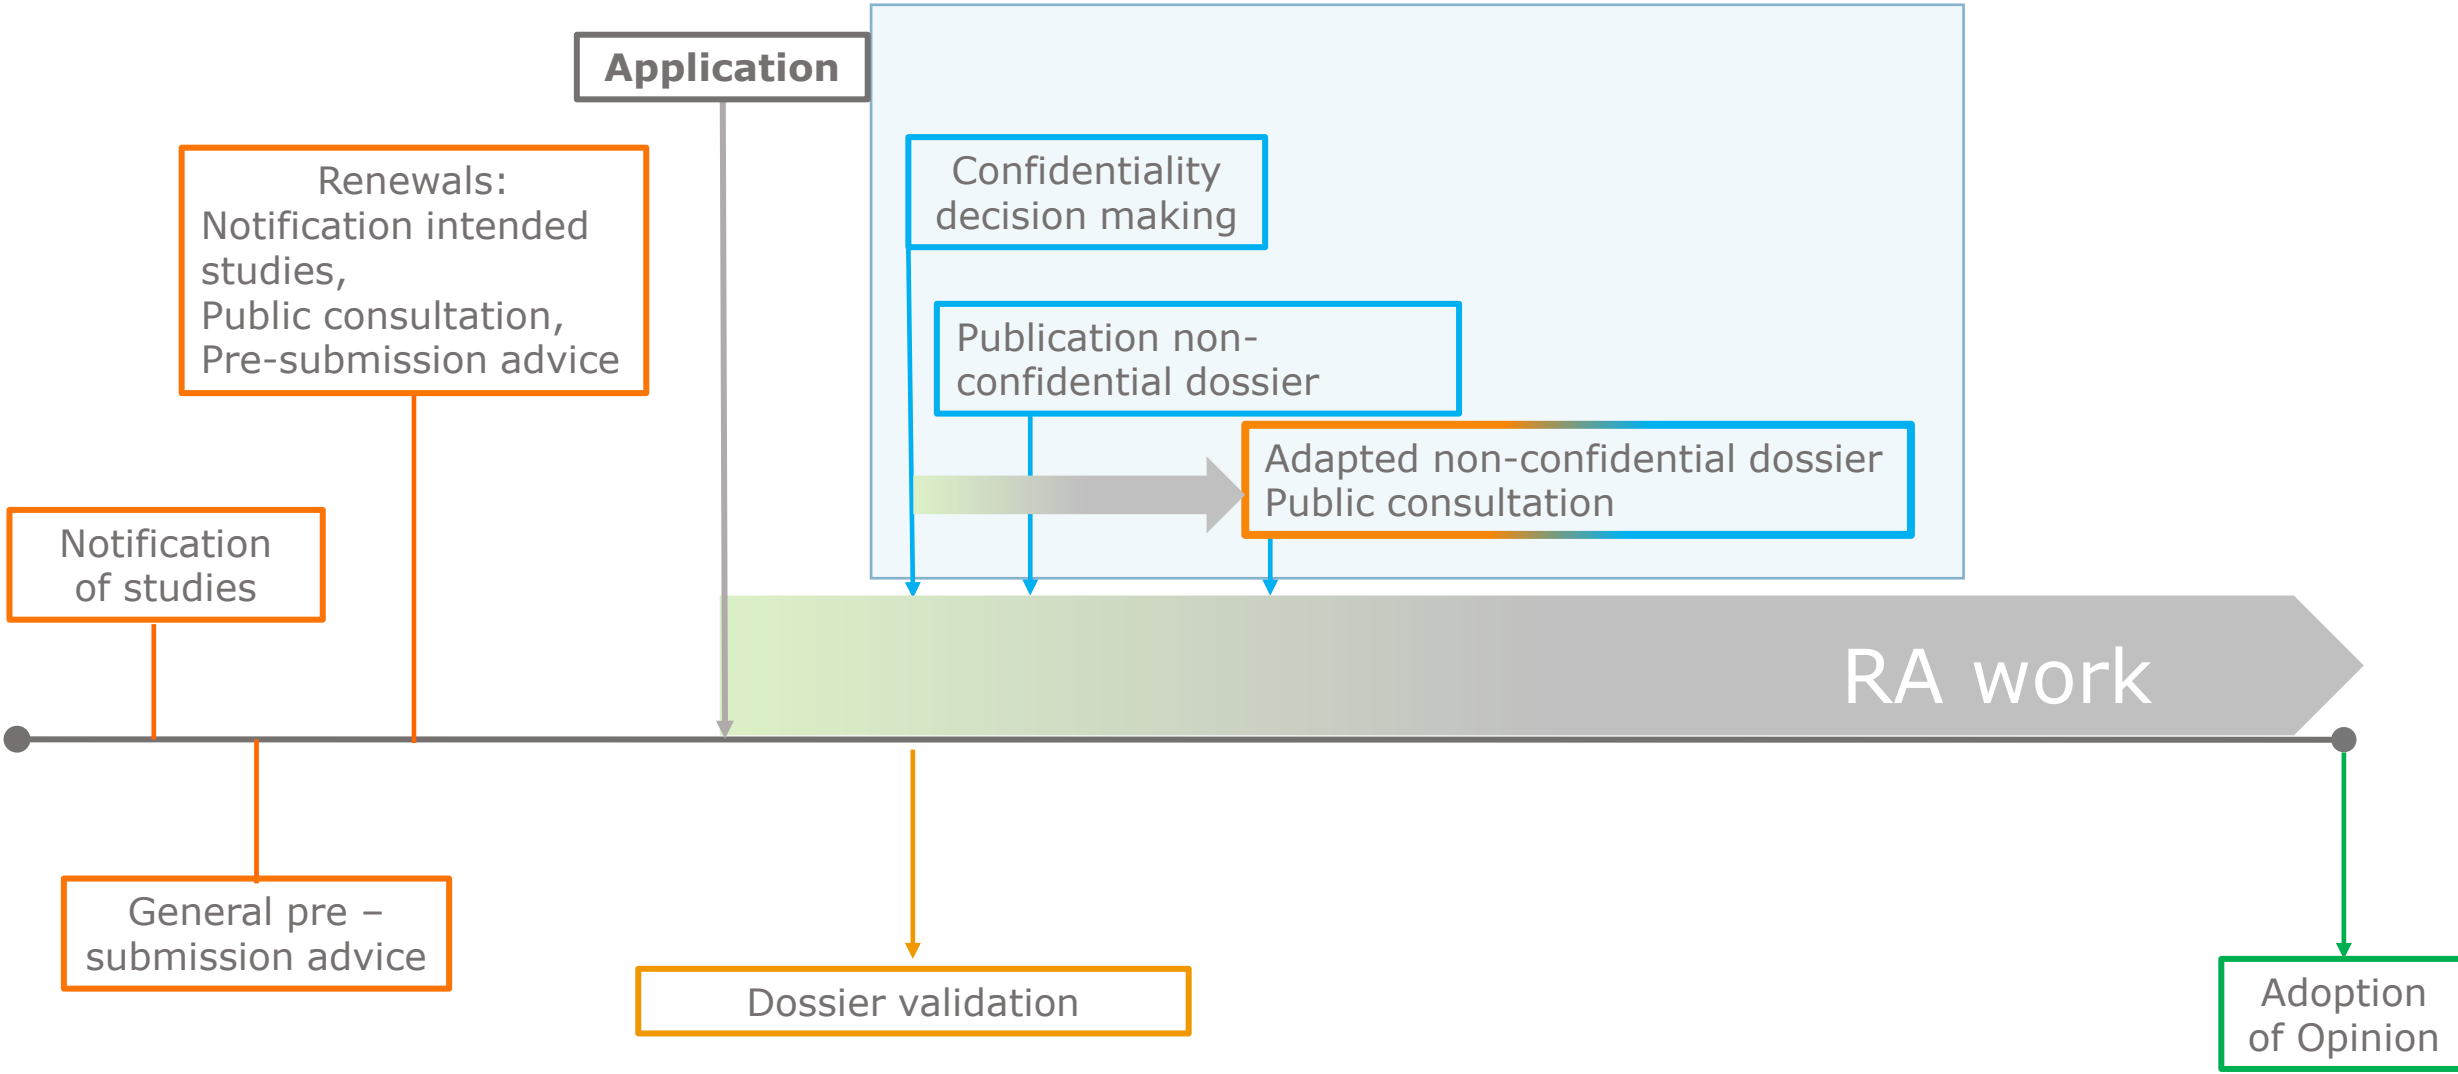 Application
Renewals:
Notification intended
studies,
Public consultation,
Pre-submission advice
Confidentiality
decision making
Publication non-
confidential dossier
Adapted non-confidential dossier
Public consultation
Notification
of studies
RA work
General pre –
submission advice
Dossier validation
Adoption
of Opinion